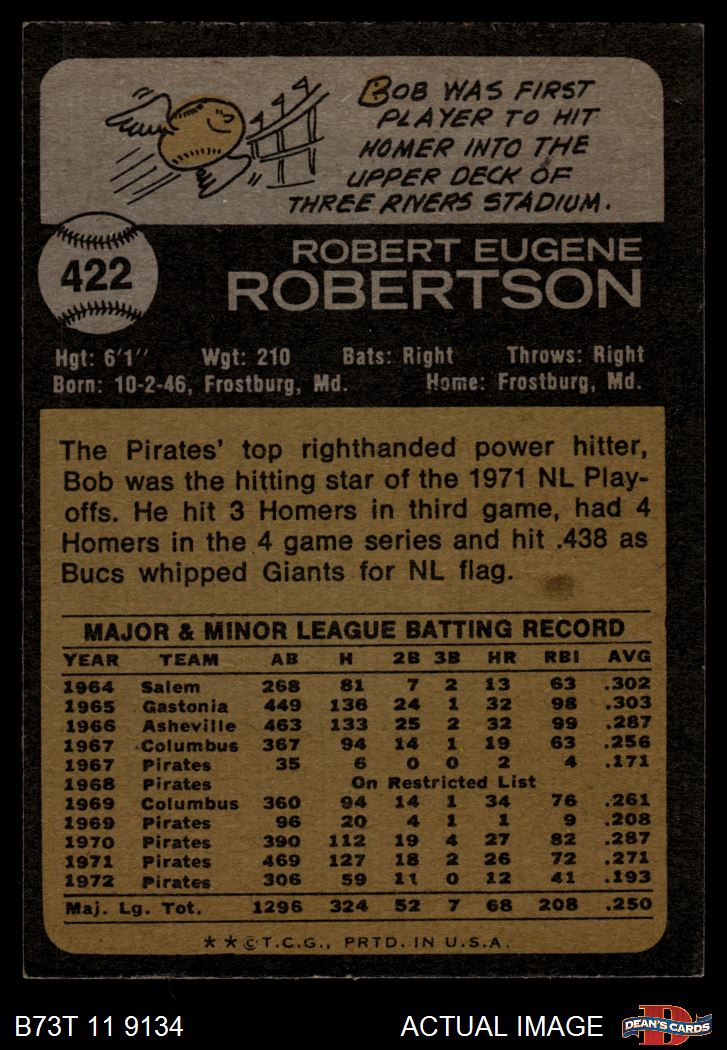 BOB WAS FIRST
PLAYER TO HIT
HOMER INTO THE
UPPER DECK OF
THREE RIVERS STADIUM.
422
ROBERT EUGENE
ROBERTSON
Hgt: 6'1" Wgt: 210 Bats: Right Throws: Right
Born: 10-2-46, Frostburg, Md. Home: Frostburg, Md.
The Pirates' top righthanded power hitter,
Bob was the hitting star of the 1971 NL Play-
offs. He hit 3 Homers in third game, had 4
Homers in the 4 game series and hit .438 as
Bucs whipped Giants for NL flag.
MAJOR & MINOR LEAGUE BATTING RECORD
YEAR TEAM AB H 2B 3B HR RBI AVG
1964 Salem 268 81 7 2 13 63 .302
1965 Gastonia 449 136 24 1 32 98 .303
1966 Asheville 463 133 25 2 32 99 .287
1967 Columbus 367 94 14 1 19 63 .256
1967 Pirates 35 6 0 0 2 4 .171
1968 Pirates On Restricted List
1969 Columbus 360 94 14 1 34 76 .261
1969 Pirates 96 20 4 1 1 9 .208
1970 Pirates 390 112 19 4 27 82 .287
1971 Pirates 469 127 18 2 26 72 .271
1972 Pirates 306 59 11 0 12 41 .193
Maj. Lg. Tot. 1296 324 52 7 68 208 .250
★ ★ © T.C.G., PRTD. IN U.S.A.
B73T 11 9134 ACTUAL IMAGE D DEAN'S CARDS